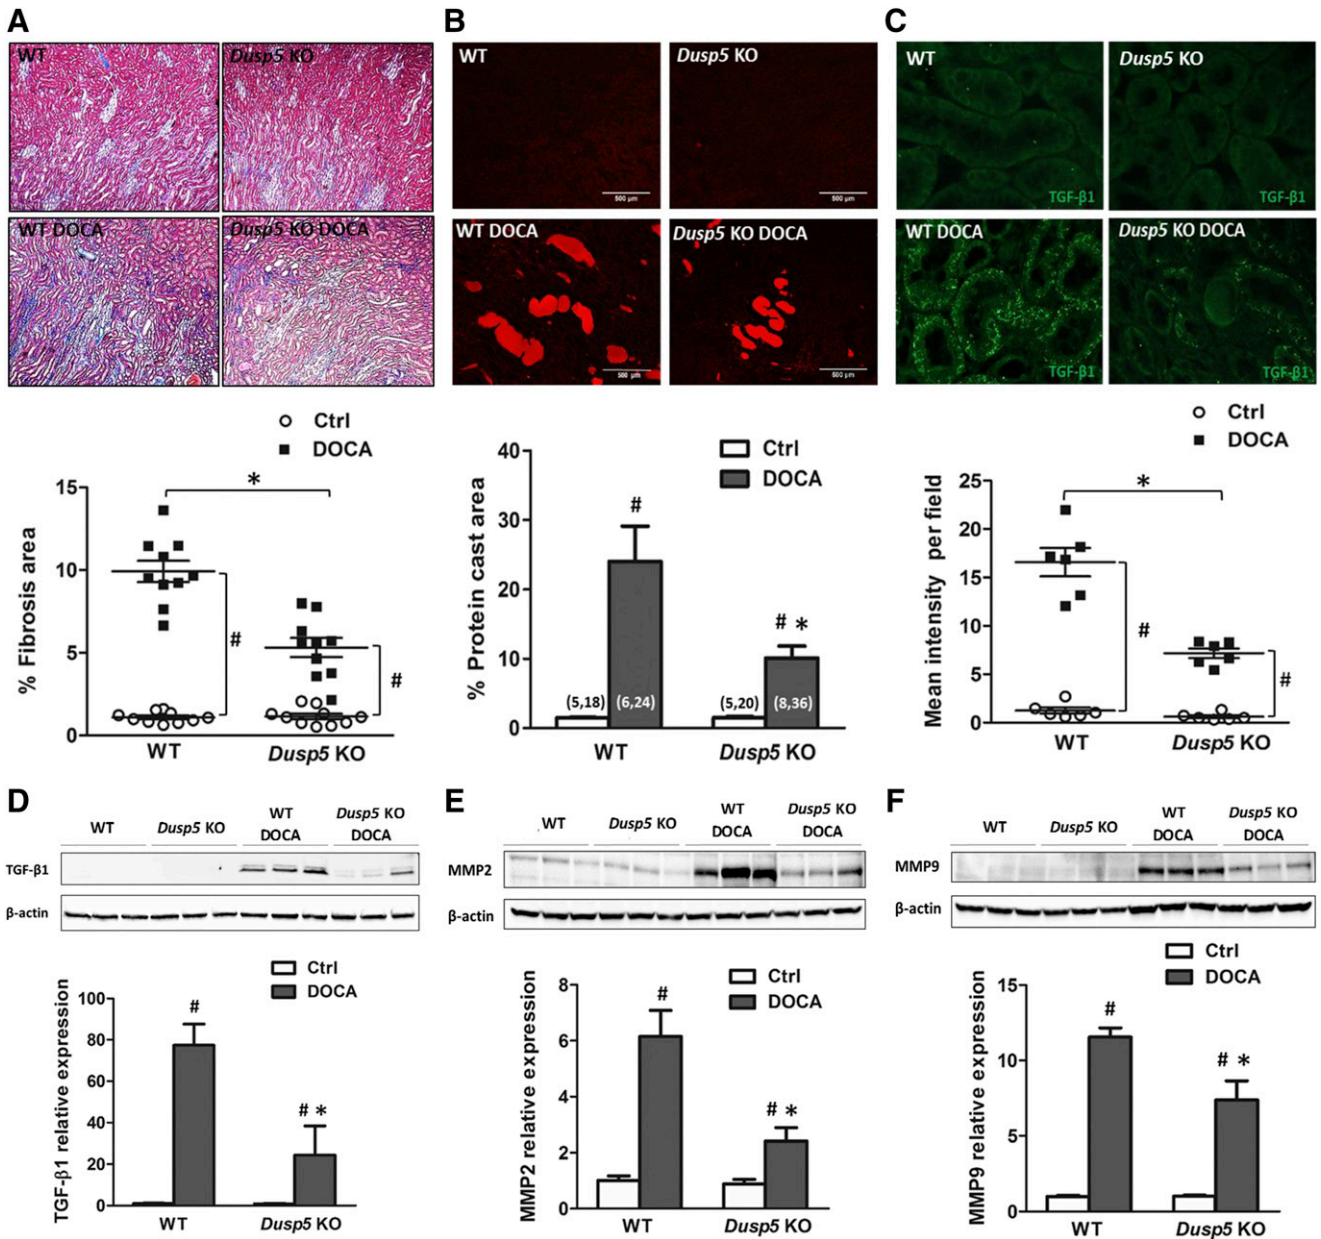 A
B
C
WT
Dusp5 KO
WT
Dusp5 KO
WT
Dusp5 KO
500 µm
500 µm
TGF-β1
TGF-β1
WT DOCA
Dusp5 KO DOCA
WT DOCA
Dusp5 KO DOCA
WT DOCA
Dusp5 KO DOCA
500 µm
500 µm
TGF-β1
TGF-β1
Ctrl
DOCA
% Fibrosis area
15
10
5
0
*
#
#
WT
Dusp5 KO
Ctrl
DOCA
% Protein cast area
40
30
20
10
0
#
# *
(5,18)
(6,24)
(5,20)
(8,36)
WT
Dusp5 KO
Ctrl
DOCA
Mean intensity per field
25
20
15
10
5
0
*
#
#
WT
Dusp5 KO
D
WT
Dusp5 KO
WT
DOCA
Dusp5 KO
DOCA
TGF-β1
β-actin
Ctrl
DOCA
TGF-β1 relative expression
100
80
60
40
20
0
#
# *
WT
Dusp5 KO
E
WT
Dusp5 KO
WT
DOCA
Dusp5 KO
DOCA
MMP2
β-actin
Ctrl
DOCA
MMP2 relative expression
8
6
4
2
0
#
# *
WT
Dusp5 KO
F
WT
Dusp5 KO
WT
DOCA
Dusp5 KO
DOCA
MMP9
β-actin
Ctrl
DOCA
MMP9 relative expression
15
10
5
0
#
# *
WT
Dusp5 KO